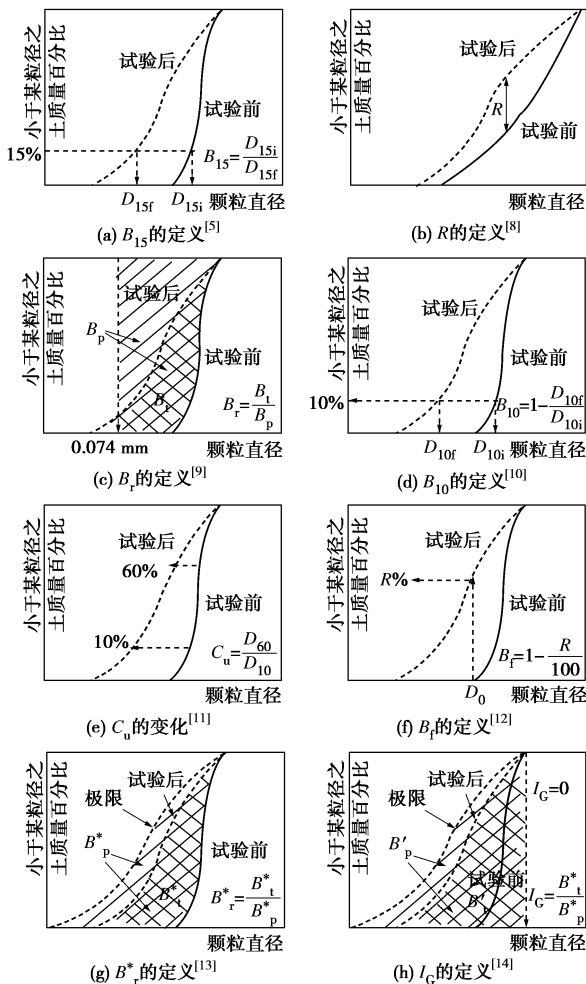 小于某粒径之
土质量百分比
试验后
试验前
15%
B15=D15i/D15f
D15f D15i 颗粒直径
(a) B15的定义[5]
小于某粒径之
土质量百分比
试验后
R
试验前
颗粒直径
(b) R的定义[8]
小于某粒径之
土质量百分比
试验后
Bp
试验前
Bt
Br=Bt/Bp
0.074 mm 颗粒直径
(c) Br的定义[9]
小于某粒径之
土质量百分比
试验后
试验前
10%
B10=1-D10f/D10i
D10f D10i 颗粒直径
(d) B10的定义[10]
小于某粒径之
土质量百分比
试验后
60%
试验前
10%
Cu=D60/D10
颗粒直径
(e) Cu的变化[11]
小于某粒径之
土质量百分比
试验后
R%
试验前
Bf=1-R/100
D0 颗粒直径
(f) Bf的定义[12]
小于某粒径之
土质量百分比
试验后
极限
B*p
试验前
B*t
B*r=B*t/B*p
颗粒直径
(g) B*r的定义[13]
小于某粒径之
土质量百分比
试验后
极限
IG=0
B'p
试验前
B't
IG=B*t/B*p
颗粒直径
(h) IG的定义[14]